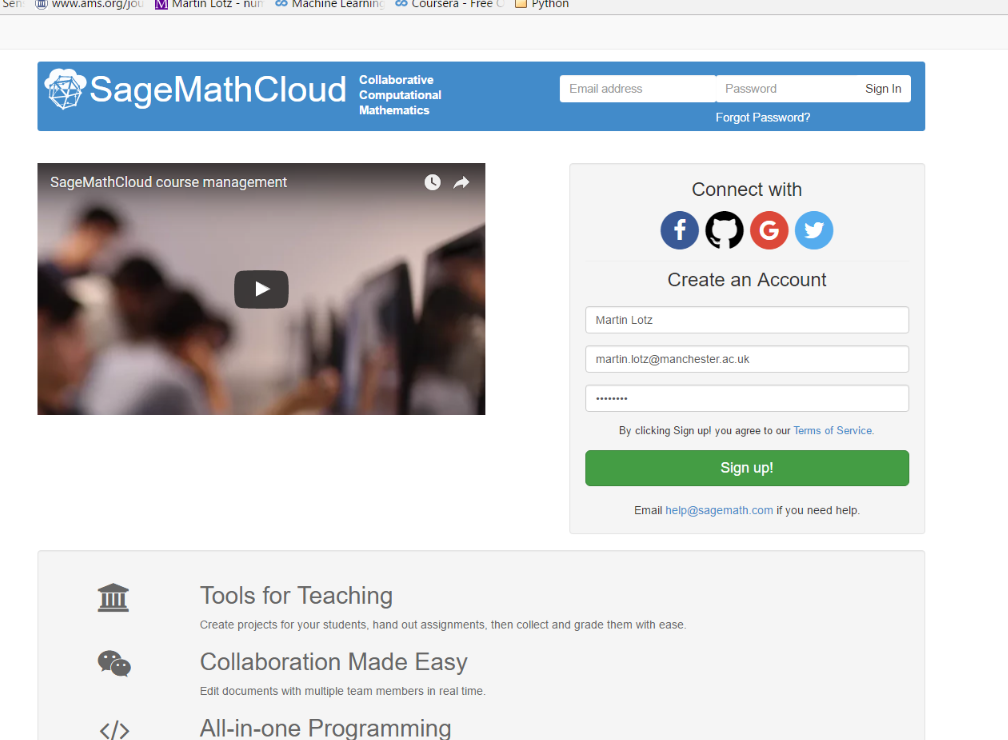 www.ams.org/jou
Martin Lotz - nun
Machine Learning
Coursera - Free C
Python
SageMathCloud
Collaborative
Computational
Mathematics
Email address
Password
Sign In
Forgot Password?
SageMathCloud course management
Connect with
Create an Account
Martin Lotz
martin.lotz@manchester.ac.uk
••••••••
By clicking Sign up! you agree to our Terms of Service.
Sign up!
Email help@sagemath.com if you need help.
Tools for Teaching
Create projects for your students, hand out assignments, then collect and grade them with ease.
Collaboration Made Easy
Edit documents with multiple team members in real time.
All-in-one Programming